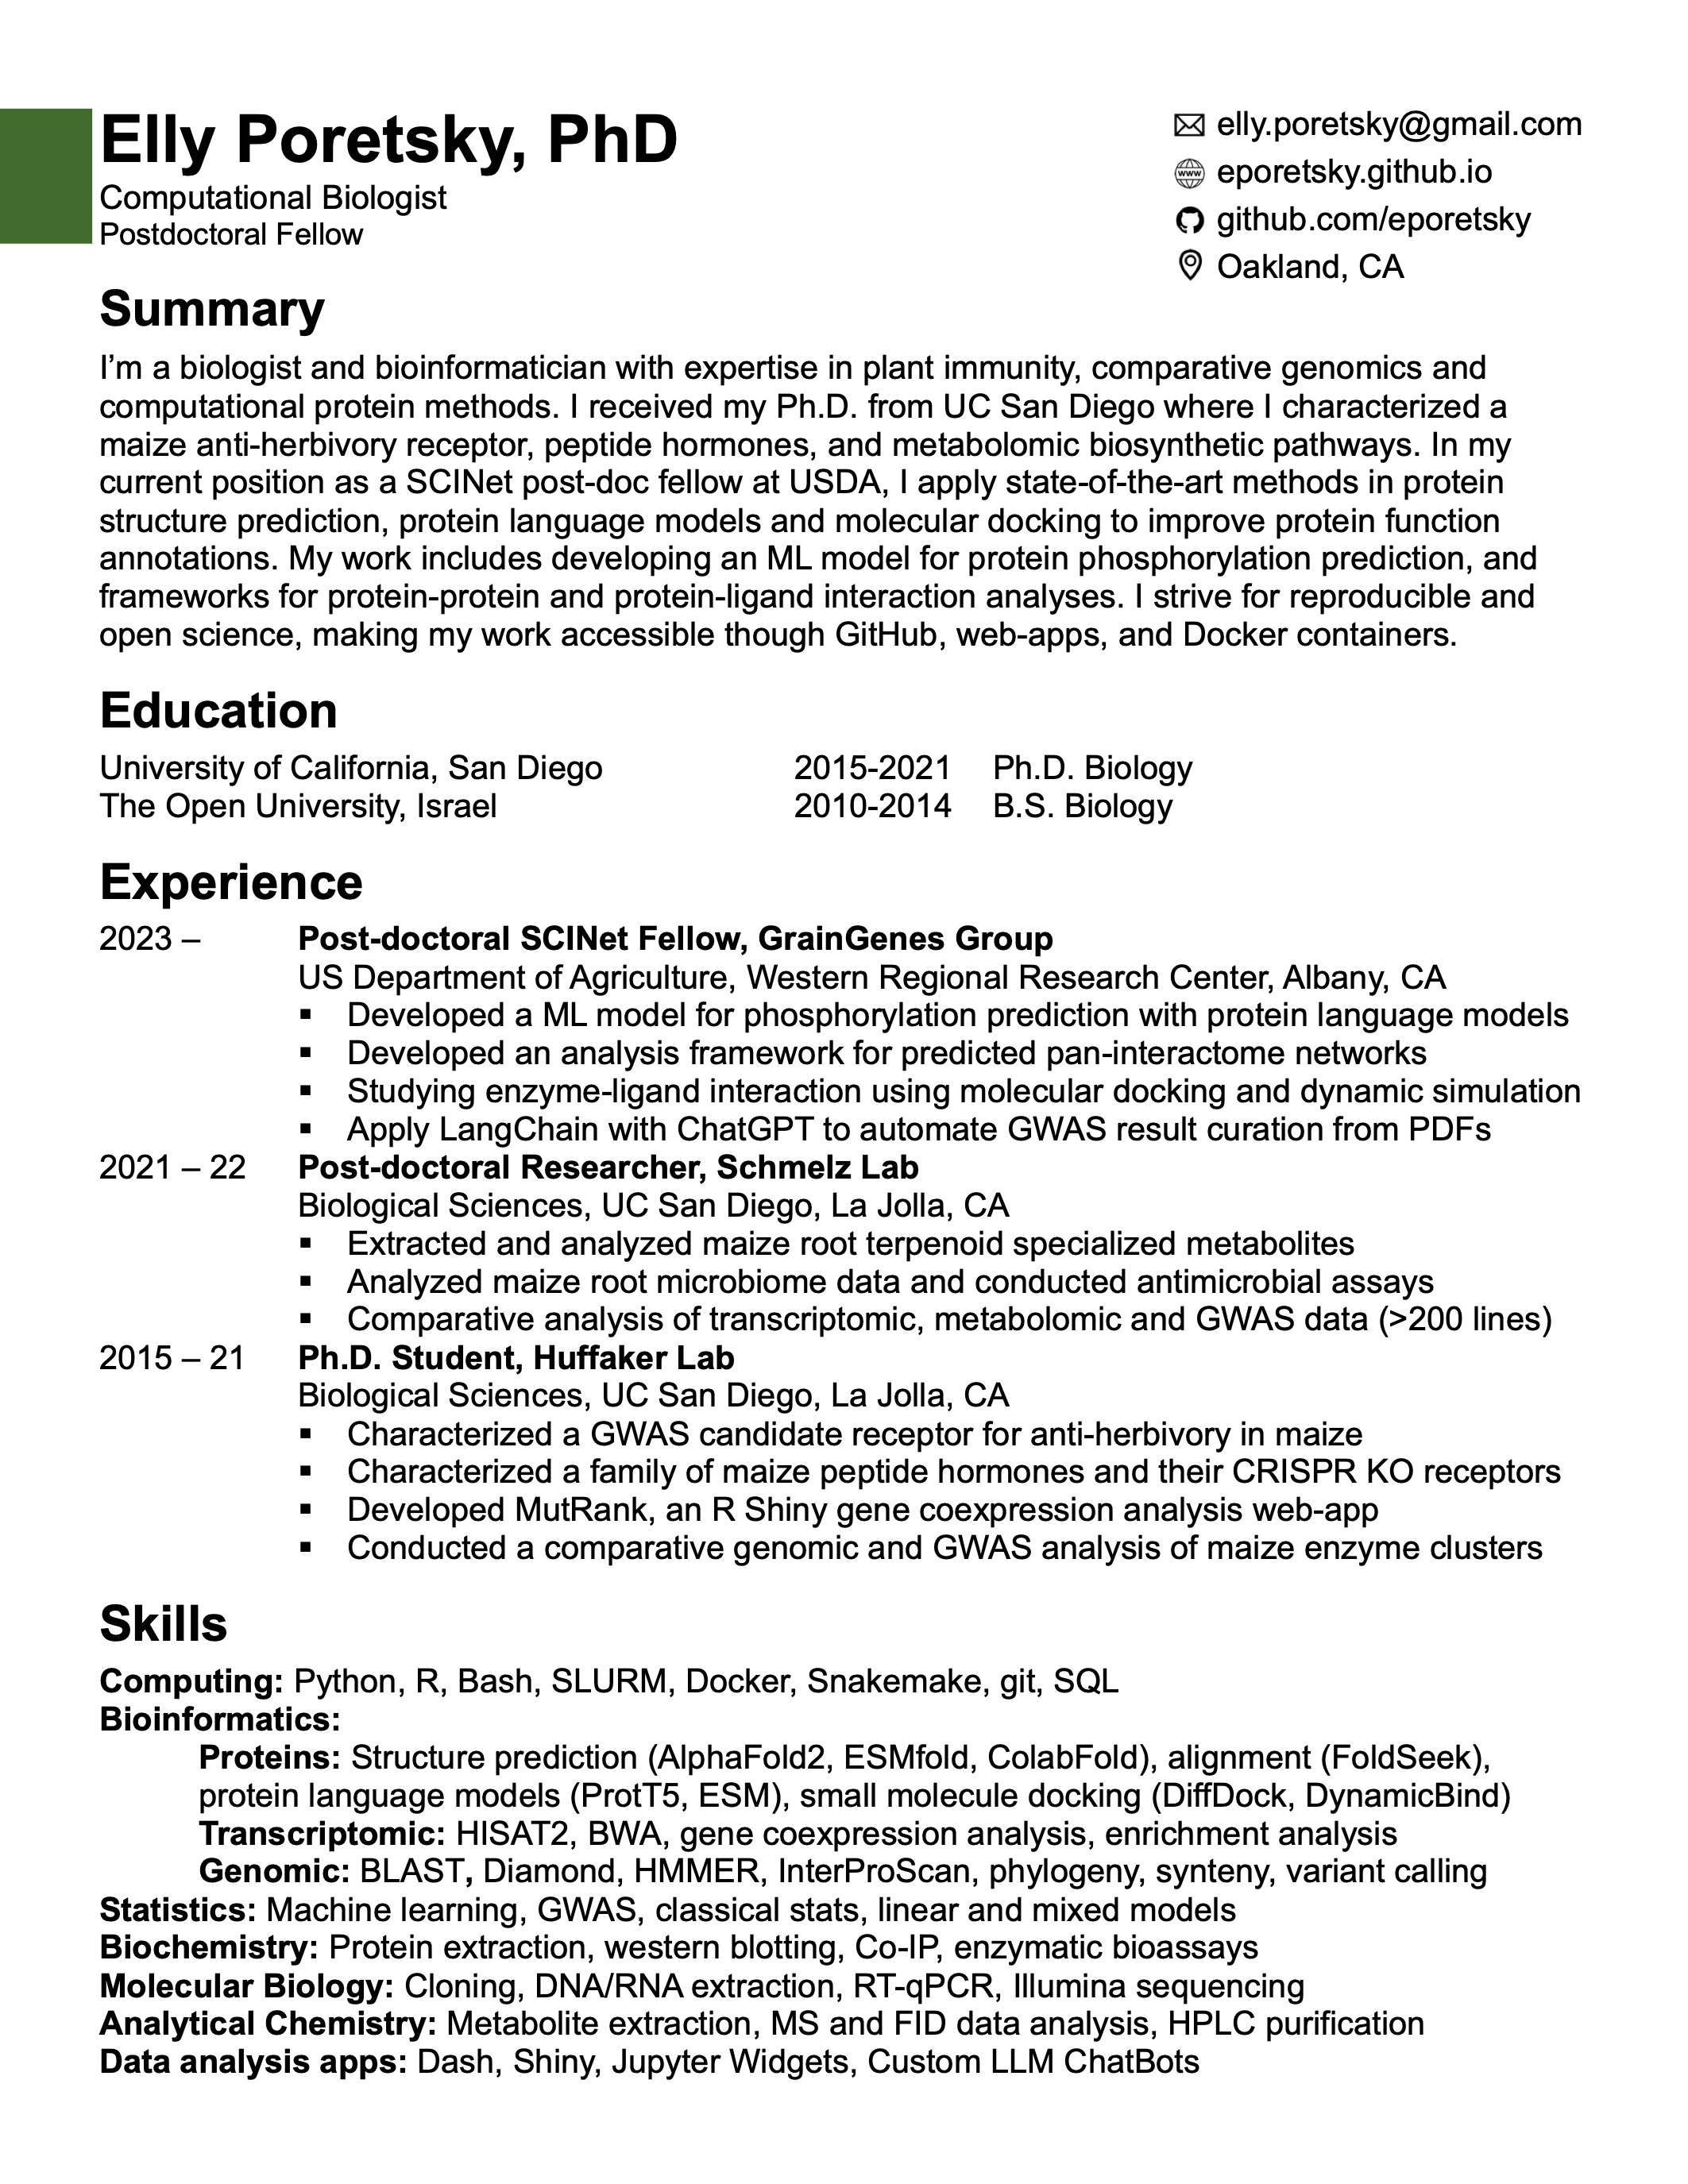 Elly Poretsky, PhD
Computational Biologist
Postdoctoral Fellow
elly.poretsky@gmail.com
www
eporetsky.github.io
github.com/eporetsky
Oakland, CA
Summary
I’m a biologist and bioinformatician with expertise in plant immunity, comparative genomics and
computational protein methods. I received my Ph.D. from UC San Diego where I characterized a
maize anti-herbivory receptor, peptide hormones, and metabolomic biosynthetic pathways. In my
current position as a SCINet post-doc fellow at USDA, I apply state-of-the-art methods in protein
structure prediction, protein language models and molecular docking to improve protein function
annotations. My work includes developing an ML model for protein phosphorylation prediction, and
frameworks for protein-protein and protein-ligand interaction analyses. I strive for reproducible and
open science, making my work accessible though GitHub, web-apps, and Docker containers.
Education
University of California, San Diego 2015-2021 Ph.D. Biology
The Open University, Israel 2010-2014 B.S. Biology
Experience
2023 – Post-doctoral SCINet Fellow, GrainGenes Group
US Department of Agriculture, Western Regional Research Center, Albany, CA
▪ Developed a ML model for phosphorylation prediction with protein language models
▪ Developed an analysis framework for predicted pan-interactome networks
▪ Studying enzyme-ligand interaction using molecular docking and dynamic simulation
▪ Apply LangChain with ChatGPT to automate GWAS result curation from PDFs
2021 – 22 Post-doctoral Researcher, Schmelz Lab
Biological Sciences, UC San Diego, La Jolla, CA
▪ Extracted and analyzed maize root terpenoid specialized metabolites
▪ Analyzed maize root microbiome data and conducted antimicrobial assays
▪ Comparative analysis of transcriptomic, metabolomic and GWAS data (>200 lines)
2015 – 21 Ph.D. Student, Huffaker Lab
Biological Sciences, UC San Diego, La Jolla, CA
▪ Characterized a GWAS candidate receptor for anti-herbivory in maize
▪ Characterized a family of maize peptide hormones and their CRISPR KO receptors
▪ Developed MutRank, an R Shiny gene coexpression analysis web-app
▪ Conducted a comparative genomic and GWAS analysis of maize enzyme clusters
Skills
Computing: Python, R, Bash, SLURM, Docker, Snakemake, git, SQL
Bioinformatics:
Proteins: Structure prediction (AlphaFold2, ESMfold, ColabFold), alignment (FoldSeek),
protein language models (ProtT5, ESM), small molecule docking (DiffDock, DynamicBind)
Transcriptomic: HISAT2, BWA, gene coexpression analysis, enrichment analysis
Genomic: BLAST, Diamond, HMMER, InterProScan, phylogeny, synteny, variant calling
Statistics: Machine learning, GWAS, classical stats, linear and mixed models
Biochemistry: Protein extraction, western blotting, Co-IP, enzymatic bioassays
Molecular Biology: Cloning, DNA/RNA extraction, RT-qPCR, Illumina sequencing
Analytical Chemistry: Metabolite extraction, MS and FID data analysis, HPLC purification
Data analysis apps: Dash, Shiny, Jupyter Widgets, Custom LLM ChatBots